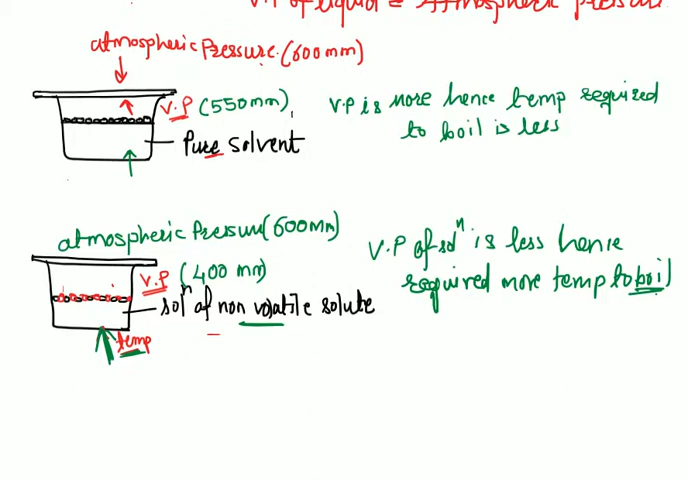 V.P of liquid = Atmospheric pressure
atmospheric Pressure (600mm)
V.P (550mm)
Pure solvent
V.P is more hence temp required
to boil is less
atmospheric Pressure (600mm)
V.P (400 mm)
solⁿ of non volatile solute
temp
V.P of solⁿ is less hence
required more temp to boil